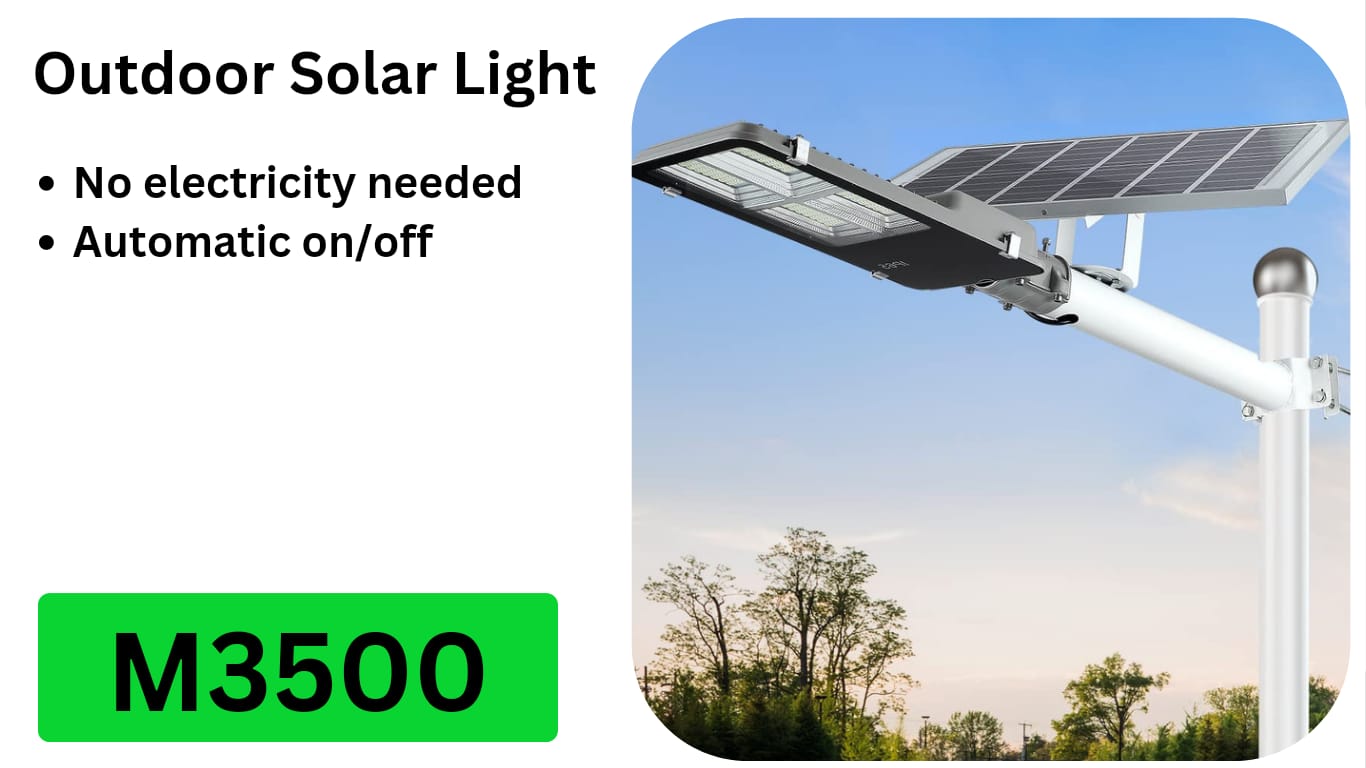 Outdoor Solar Light
• No electricity needed
• Automatic on/off
M3500